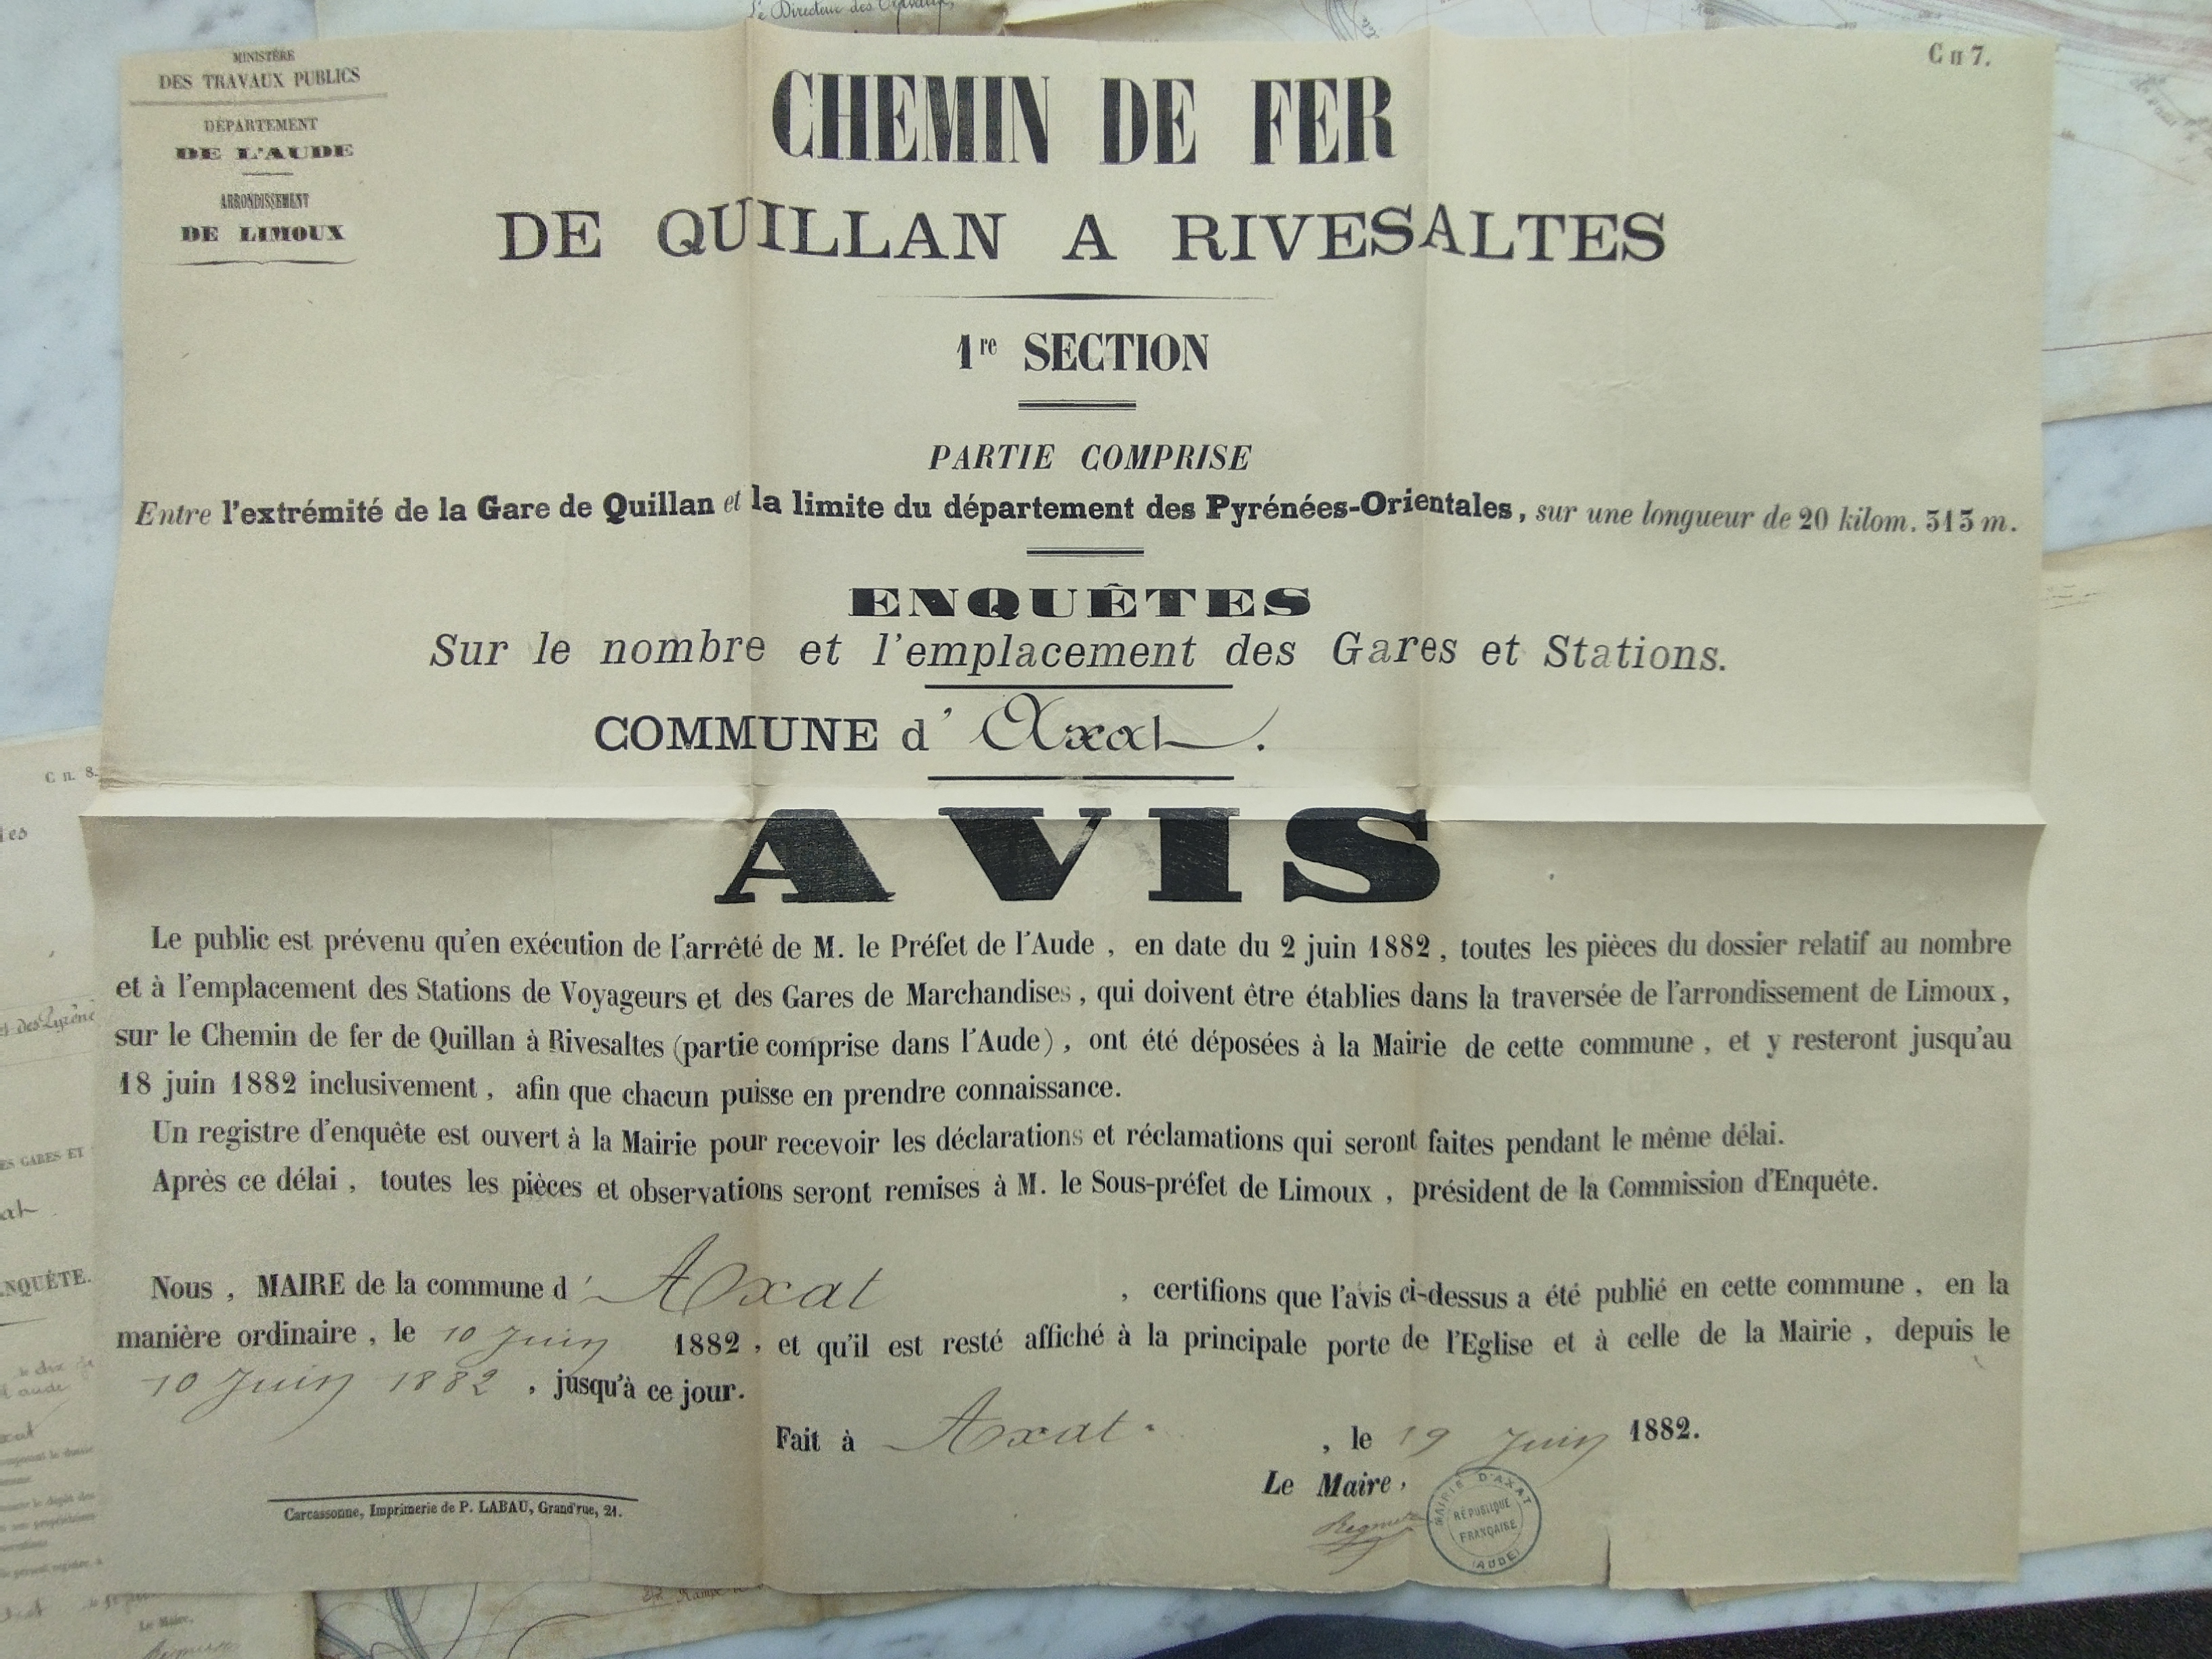 Le Directeur des Travaux,
MINISTÈRE
DES TRAVAUX PUBLICS
DÉPARTEMENT
DE L'AUDE
ARRONDISSEMENT
DE LIMOUX
C n 7.
CHEMIN DE FER
DE QUILLAN A RIVESALTES
1re SECTION
PARTIE COMPRISE
Entre l'extrémité de la Gare de Quillan et la limite du département des Pyrénées-Orientales, sur une longueur de 20 kilom. 313 m.
ENQUÊTES
Sur le nombre et l'emplacement des Gares et Stations.
COMMUNE d' Axat.
AVIS
Le public est prévenu qu'en exécution de l'arrêté de M. le Préfet de l'Aude, en date du 2 juin 1882, toutes les pièces du dossier relatif au nombre
et à l'emplacement des Stations de Voyageurs et des Gares de Marchandises, qui doivent être établies dans la traversée de l'arrondissement de Limoux,
sur le Chemin de fer de Quillan à Rivesaltes (partie comprise dans l'Aude), ont été déposées à la Mairie de cette commune, et y resteront jusqu'au
18 juin 1882 inclusivement, afin que chacun puisse en prendre connaissance.
Un registre d'enquête est ouvert à la Mairie pour recevoir les déclarations et réclamations qui seront faites pendant le même délai.
Après ce délai, toutes les pièces et observations seront remises à M. le Sous-préfet de Limoux, président de la Commission d'Enquête.
Nous, MAIRE de la commune d' Axat, certifions que l'avis ci-dessus a été publié en cette commune, en la
manière ordinaire, le 10 Juin 1882, et qu'il est resté affiché à la principale porte de l'Eglise et à celle de la Mairie, depuis le
10 Juin 1882, jusqu'à ce jour.
Fait à Axat, le 19 Juin 1882.
Le Maire,
MAIRIE D'AXAT
RÉPUBLIQUE
FRANÇAISE
(AUDE)
Carcassonne, Imprimerie de P. LABAU, Grand'rue, 21.
C n. 8.
ES GARES ET
NQUÊTE.
Le Maire,